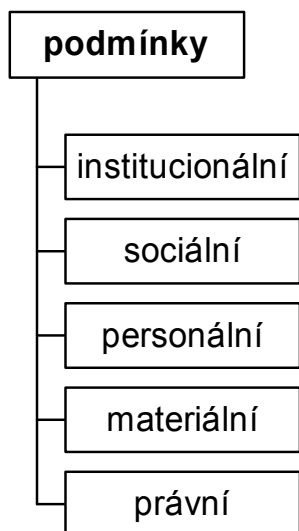 podmínky
institucionální
sociální
personální
materiální
právní